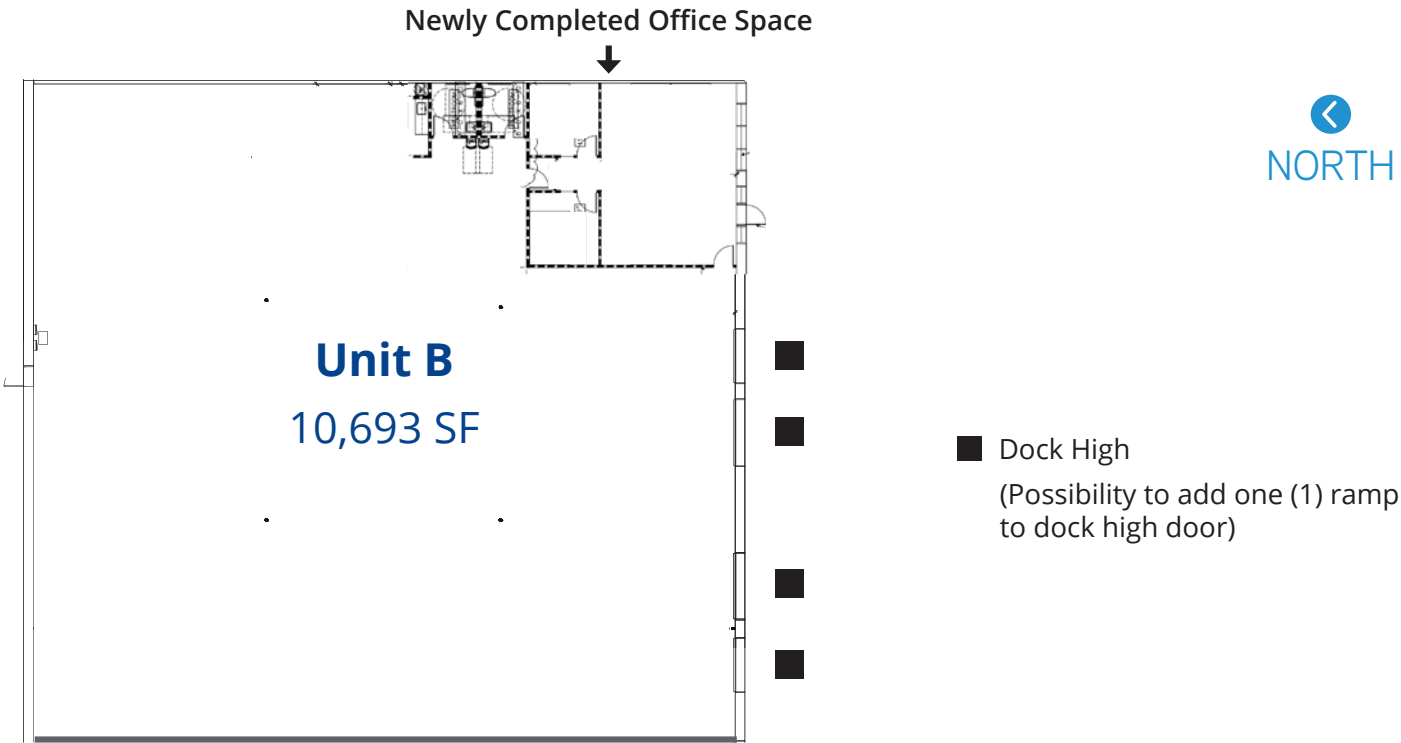 Newly Completed Office Space
NORTH
Unit B
10,693 SF
Dock High
(Possibility to add one (1) ramp
to dock high door)